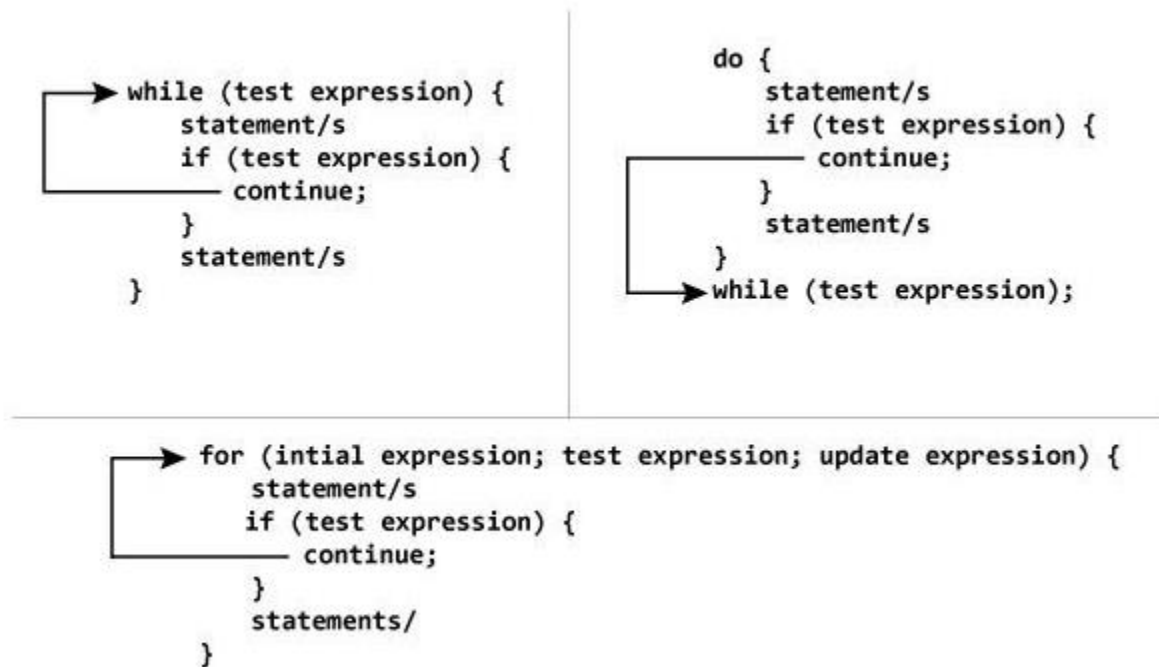 while (test expression) {
statement/s
if (test expression) {
continue;
}
statement/s
}
do {
statement/s
if (test expression) {
continue;
}
statement/s
}
while (test expression);
for (intial expression; test expression; update expression) {
statement/s
if (test expression) {
continue;
}
statements/
}